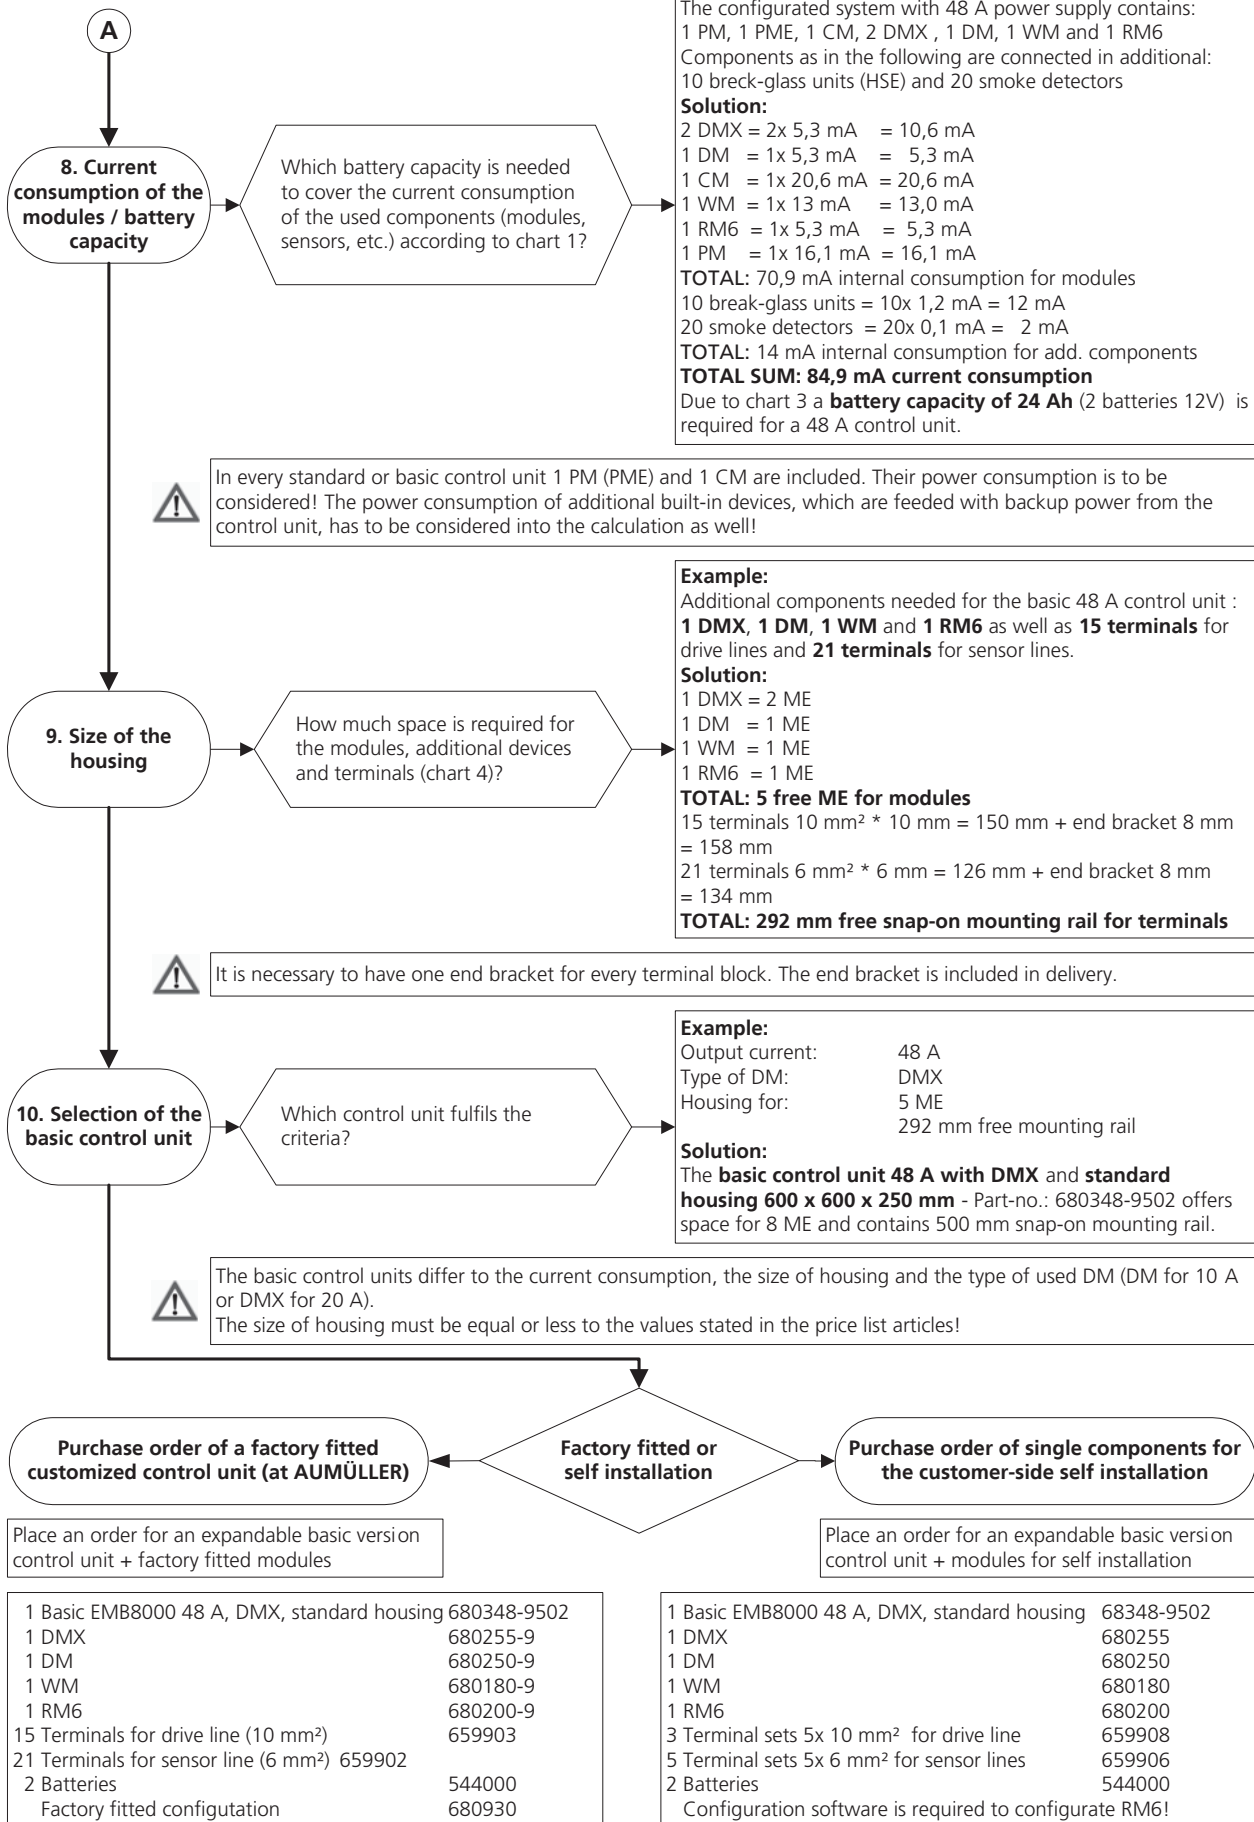 A
The configurated system with 48 A power supply contains:
1 PM, 1 PME, 1 CM, 2 DMX , 1 DM, 1 WM and 1 RM6
Components as in the following are connected in additional:
10 breck-glass units (HSE) and 20 smoke detectors
Solution:
2 DMX = 2x 5,3 mA = 10,6 mA
1 DM = 1x 5,3 mA = 5,3 mA
1 CM = 1x 20,6 mA = 20,6 mA
1 WM = 1x 13 mA = 13,0 mA
1 RM6 = 1x 5,3 mA = 5,3 mA
1 PM = 1x 16,1 mA = 16,1 mA
TOTAL: 70,9 mA internal consumption for modules
10 break-glass units = 10x 1,2 mA = 12 mA
20 smoke detectors = 20x 0,1 mA = 2 mA
TOTAL: 14 mA internal consumption for add. components
TOTAL SUM: 84,9 mA current consumption
Due to chart 3 a battery capacity of 24 Ah (2 batteries 12V) is
required for a 48 A control unit.
8. Current
consumption of the
modules / battery
capacity
Which battery capacity is needed
to cover the current consumption
of the used components (modules,
sensors, etc.) according to chart 1?
In every standard or basic control unit 1 PM (PME) and 1 CM are included. Their power consumption is to be
considered! The power consumption of additional built-in devices, which are feeded with backup power from the
control unit, has to be considered into the calculation as well!
9. Size of the
housing
How much space is required for
the modules, additional devices
and terminals (chart 4)?
Example:
Additional components needed for the basic 48 A control unit :
1 DMX, 1 DM, 1 WM and 1 RM6 as well as 15 terminals for
drive lines and 21 terminals for sensor lines.
Solution:
1 DMX = 2 ME
1 DM = 1 ME
1 WM = 1 ME
1 RM6 = 1 ME
TOTAL: 5 free ME for modules
15 terminals 10 mm² * 10 mm = 150 mm + end bracket 8 mm
= 158 mm
21 terminals 6 mm² * 6 mm = 126 mm + end bracket 8 mm
= 134 mm
TOTAL: 292 mm free snap-on mounting rail for terminals
It is necessary to have one end bracket for every terminal block. The end bracket is included in delivery.
10. Selection of the
basic control unit
Which control unit fulfils the
criteria?
Example:
Output current: 48 A
Type of DM: DMX
Housing for: 5 ME
292 mm free mounting rail
Solution:
The basic control unit 48 A with DMX and standard
housing 600 x 600 x 250 mm - Part-no.: 680348-9502 offers
space for 8 ME and contains 500 mm snap-on mounting rail.
The basic control units differ to the current consumption, the size of housing and the type of used DM (DM for 10 A
or DMX for 20 A).
The size of housing must be equal or less to the values stated in the price list articles!
Purchase order of a factory fitted
customized control unit (at AUMÜLLER)
Factory fitted or
self installation
Purchase order of single components for
the customer-side self installation
Place an order for an expandable basic version
control unit + factory fitted modules
Place an order for an expandable basic version
control unit + modules for self installation
1 Basic EMB8000 48 A, DMX, standard housing 680348-9502
1 DMX 680255-9
1 DM 680250-9
1 WM 680180-9
1 RM6 680200-9
15 Terminals for drive line (10 mm²) 659903
21 Terminals for sensor line (6 mm²) 659902
2 Batteries 544000
Factory fitted configutation 680930
1 Basic EMB8000 48 A, DMX, standard housing 68348-9502
1 DMX 680255
1 DM 680250
1 WM 680180
1 RM6 680200
3 Terminal sets 5x 10 mm² for drive line 659908
5 Terminal sets 5x 6 mm² for sensor lines 659906
2 Batteries 544000
Configuration software is required to configurate RM6!